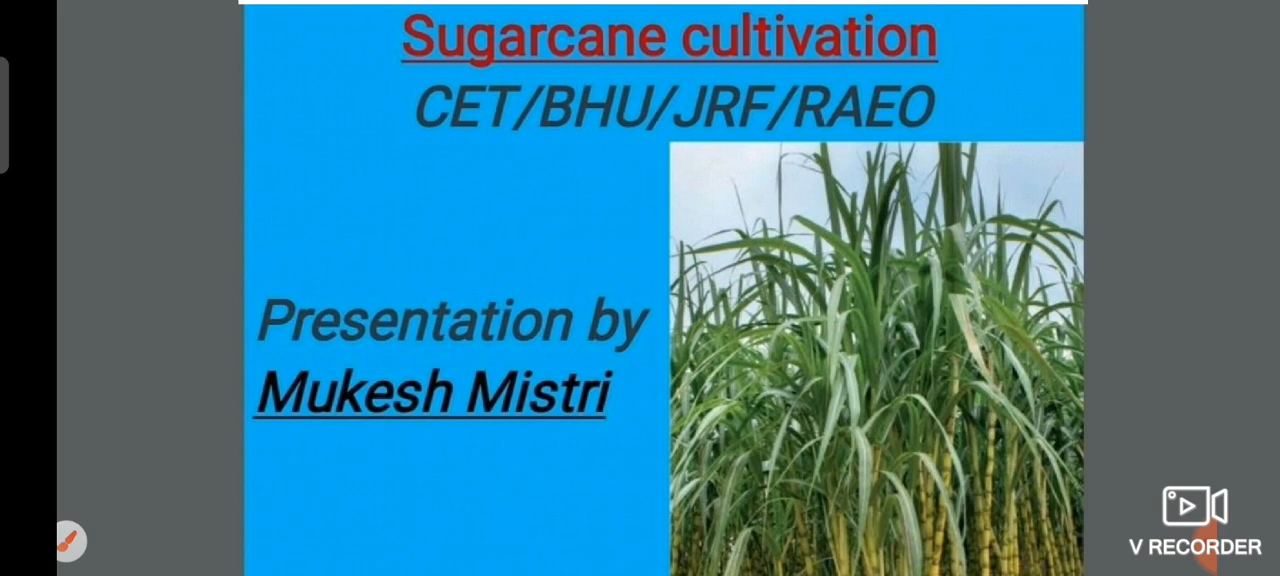 Sugarcane cultivation
CET/BHU/JRF/RAEO
Presentation by
Mukesh Mistri
V RECORDER